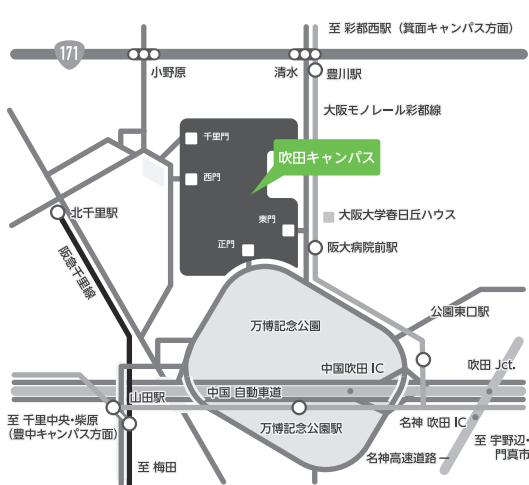 至 彩都西駅（箕面キャンパス方面）
171
小野原
清水
豊川駅
大阪モノレール彩都線
千里門
吹田キャンパス
西門
北千里駅
東門
大阪大学春日丘ハウス
正門
阪大病院前駅
阪急千里線
公園東口駅
万博記念公園
中国吹田 IC
吹田 Jct.
山田駅
中国 自動車道
至 千里中央・柴原
（豊中キャンパス方面）
万博記念公園駅
名神 吹田 IC
至 宇野辺・
門真市
至 梅田
名神高速道路